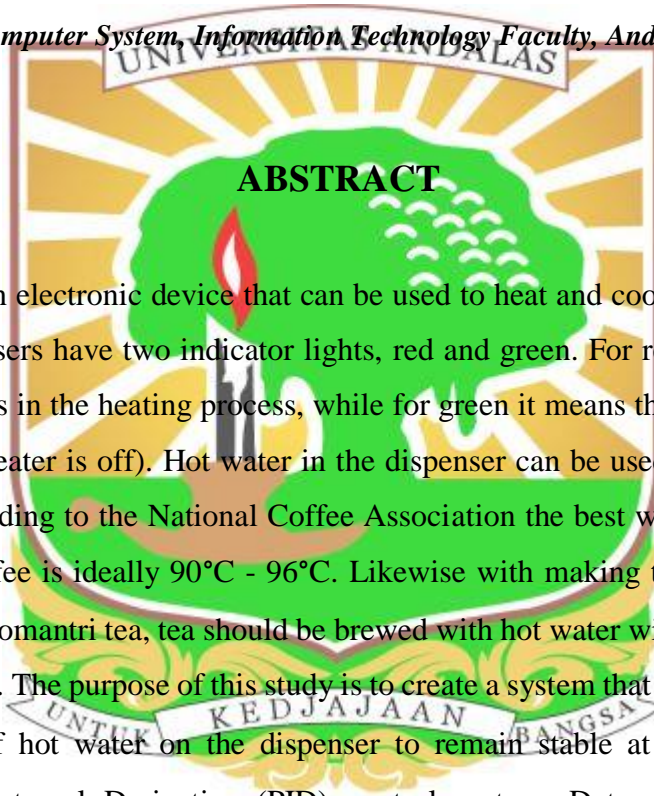 mputer System, Information Technology Faculty, And
UNIVERSITAS ANDALAS
ABSTRACT
n electronic device that can be used to heat and coo
sers have two indicator lights, red and green. For r
s in the heating process, while for green it means th
eater is off). Hot water in the dispenser can be use
ding to the National Coffee Association the best w
fee is ideally 90°C - 96°C. Likewise with making t
omantri tea, tea should be brewed with hot water wi
. The purpose of this study is to create a system that
UNTUK KEDJAJAAN BANGSA
f hot water on the dispenser to remain stable at